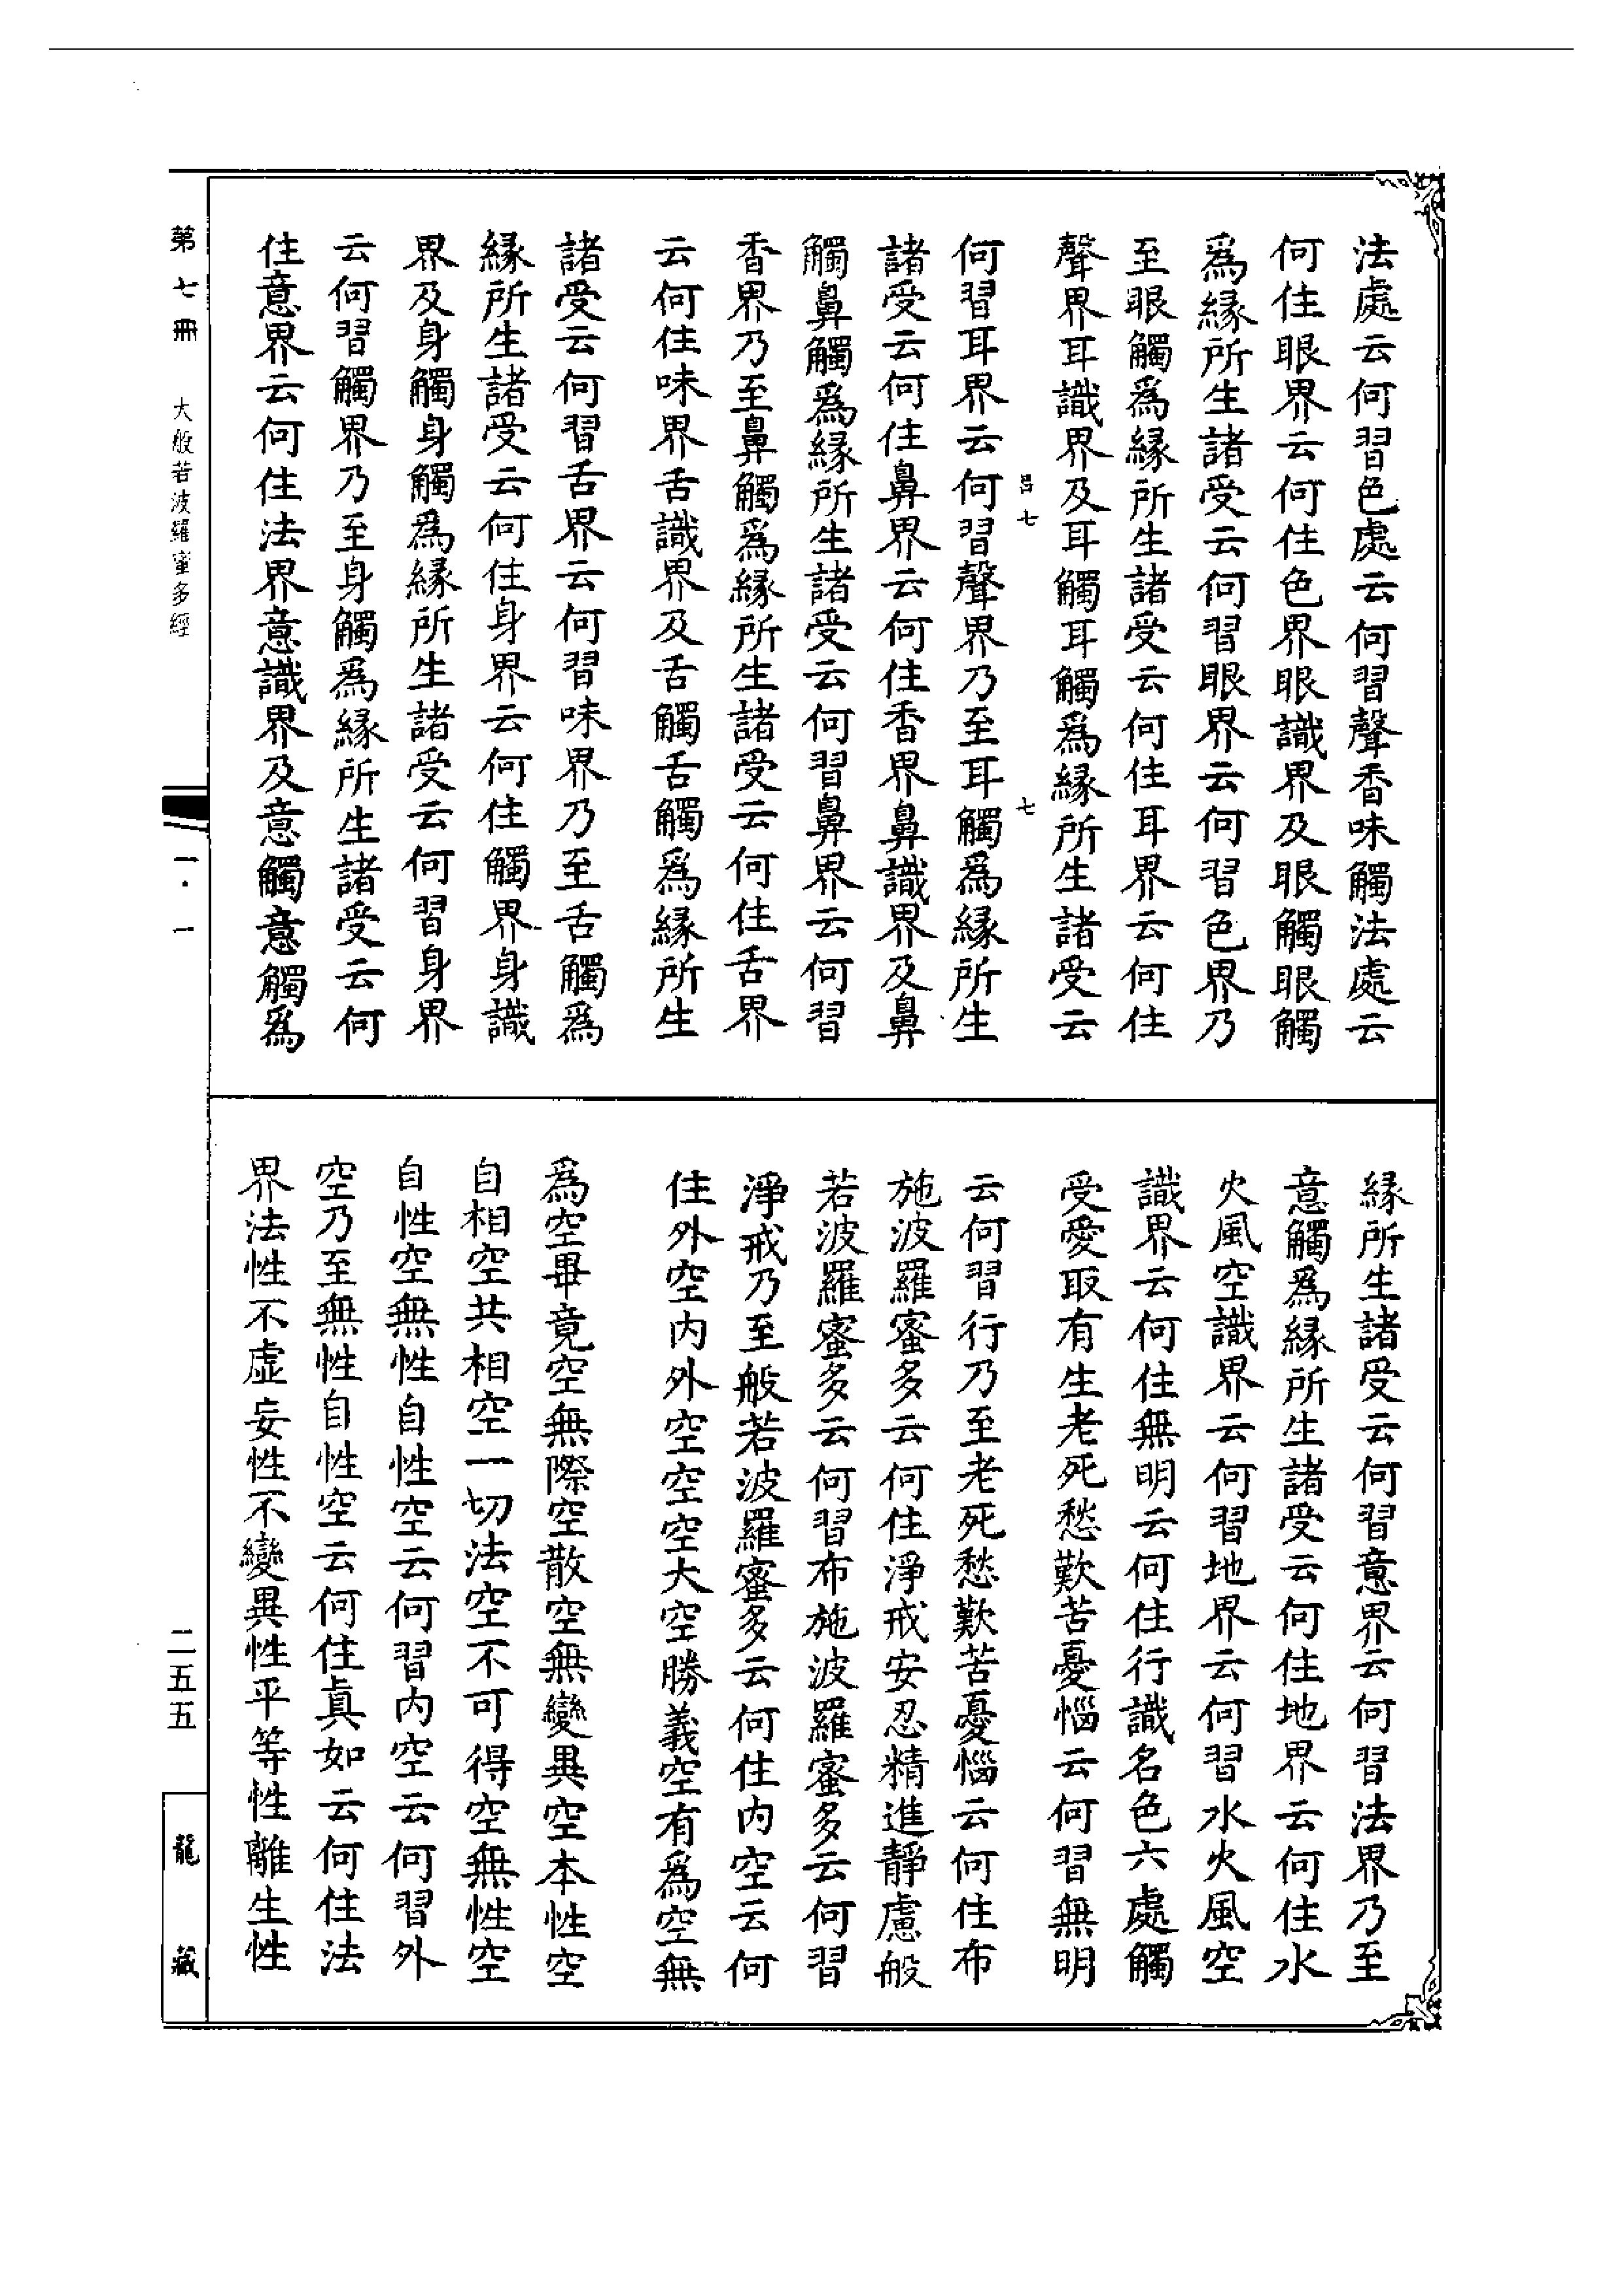 法處云何習色處云何習聲香味觸法處云
何住眼界云何住色界眼識界及眼觸眼觸
爲緣所生諸受云何習眼界云何習色界乃
至眼觸爲緣所生諸受云何住耳界云何住
聲界耳識界及耳觸耳觸爲緣所生諸受云
呂七 七
何習耳界云何習聲界乃至耳觸爲緣所生
諸受云何住鼻界云何住香界鼻識界及鼻
觸鼻觸爲緣所生諸受云何習鼻界云何習
香界乃至鼻觸爲緣所生諸受云何住舌界
云何住味界舌識界及舌觸舌觸爲緣所生
諸受云何習舌界云何習味界乃至舌觸爲
緣所生諸受云何住身界云何住觸界身識
界及身觸身觸爲緣所生諸受云何習身界
云何習觸界乃至身觸爲緣所生諸受云何
住意界云何住法界意識界及意觸意觸爲
緣所生諸受云何習意界云何習法界乃至
意觸爲緣所生諸受云何住地界云何住水
火風空識界云何習地界云何習水火風空
識界云何住無明云何住行識名色六處觸
受愛取有生老死愁歎苦憂惱云何習無明
云何習行乃至老死愁歎苦憂惱云何住布
施波羅蜜多云何住淨戒安忍精進靜慮般
若波羅蜜多云何習布施波羅蜜多云何習
淨戒乃至般若波羅蜜多云何住內空云何
住外空內外空空空大空勝義空有爲空無
爲空畢竟空無際空散空無變異空本性空
自相空共相空一切法空不可得空無性空
自性空無性自性空云何習內空云何習外
空乃至無性自性空云何住真如云何住法
界法性不虛妄性不變異性平等性離生性
第七冊 大般若波羅蜜多經
一·一
二五五
龍藏